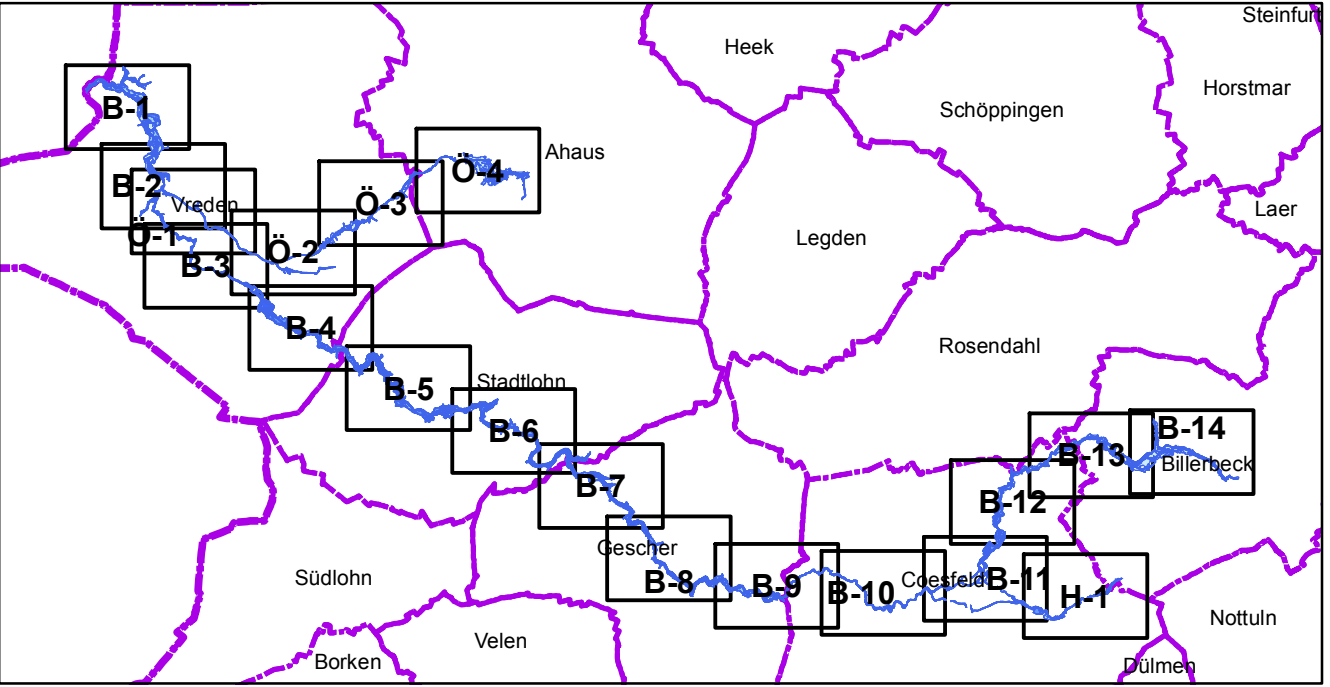 Steinfurt
Heek
Horstmar
Schöppingen
B-1
Ahaus
Ö-4
B-2
Vreden
Ö-3
Laer
Ö-1
Ö-2
Legden
B-3
B-4
Rosendahl
B-5
Stadtlohn
B-6
B-14
B-13
Billerbeck
B-7
B-12
Gescher
Südlohn
B-8
B-9
B-10
Coesfeld
B-11
H-1
Nottuln
Velen
Borken
Dülmen